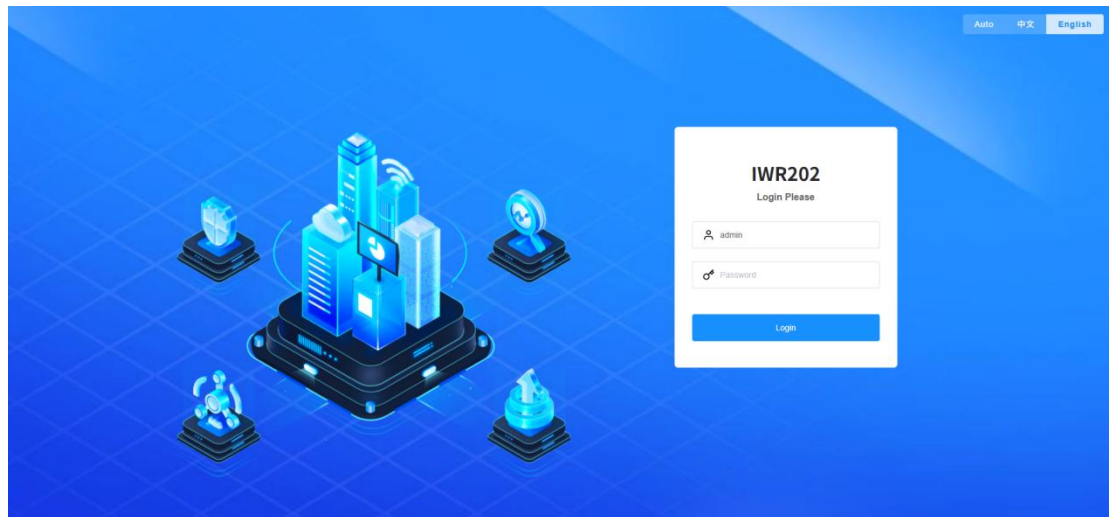 Auto 中文 English
IWR202
Login Please
admin
Password
Login